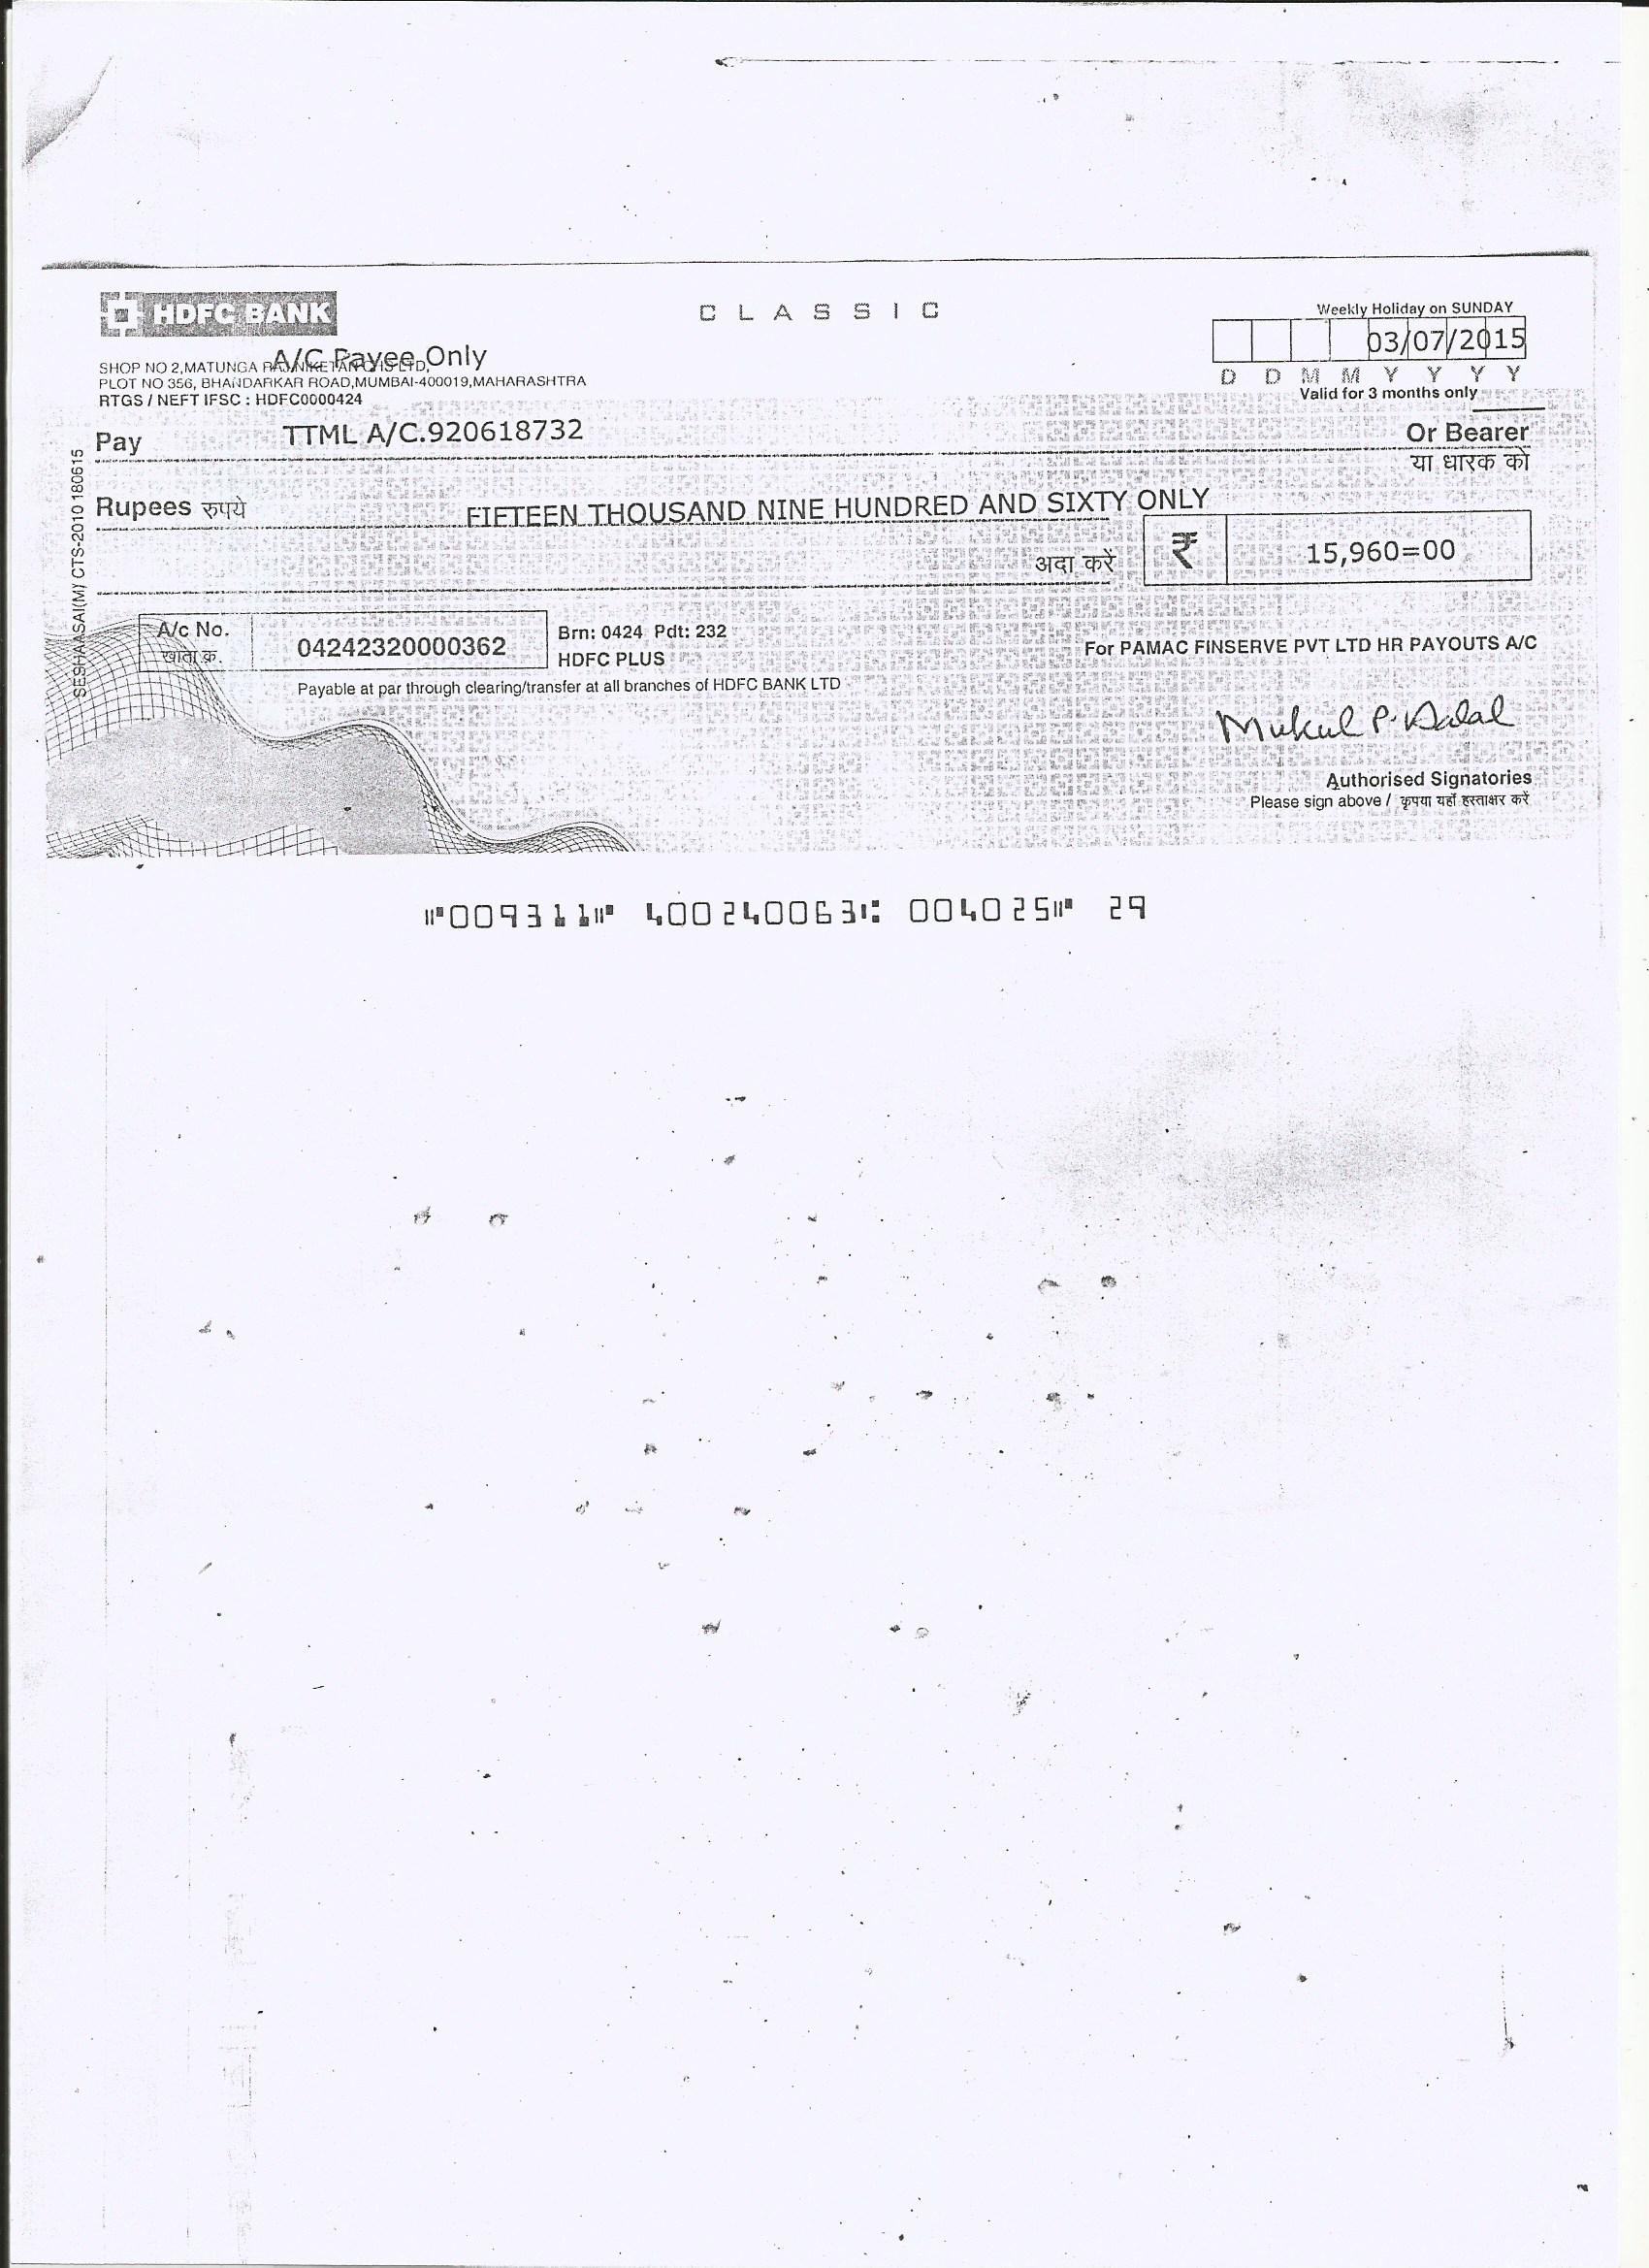 HDFC BANK
CLASSIC
Weekly Holiday on SUNDAY
03/07/2015
D D M M Y Y Y Y
Valid for 3 months only
A/C Payee Only
SHOP NO 2,MATUNGA LTD,
PLOT NO 356, BHANDARKAR ROAD,MUMBAI-400019,MAHARASHTRA
RTGS / NEFT IFSC : HDFC0000424
Pay TTML A/C.920618732 Or Bearer
या धारक को
Rupees रुपये FIFTEEN THOUSAND NINE HUNDRED AND SIXTY ONLY
अदा करें ₹ 15,960=00
A/c No. 04242320000362 Brn: 0424 Pdt: 232
खाता क्र. HDFC PLUS
For PAMAC FINSERVE PVT LTD HR PAYOUTS A/C
Payable at par through clearing/transfer at all branches of HDFC BANK LTD
Mukul P. Dalal
Authorised Signatories
Please sign above / कृपया यहाँ हस्ताक्षर करें
SESHAASAI(M)/ CTS-2010 180615
⑈009311⑈ 400240063⑆ 004025⑈ 29